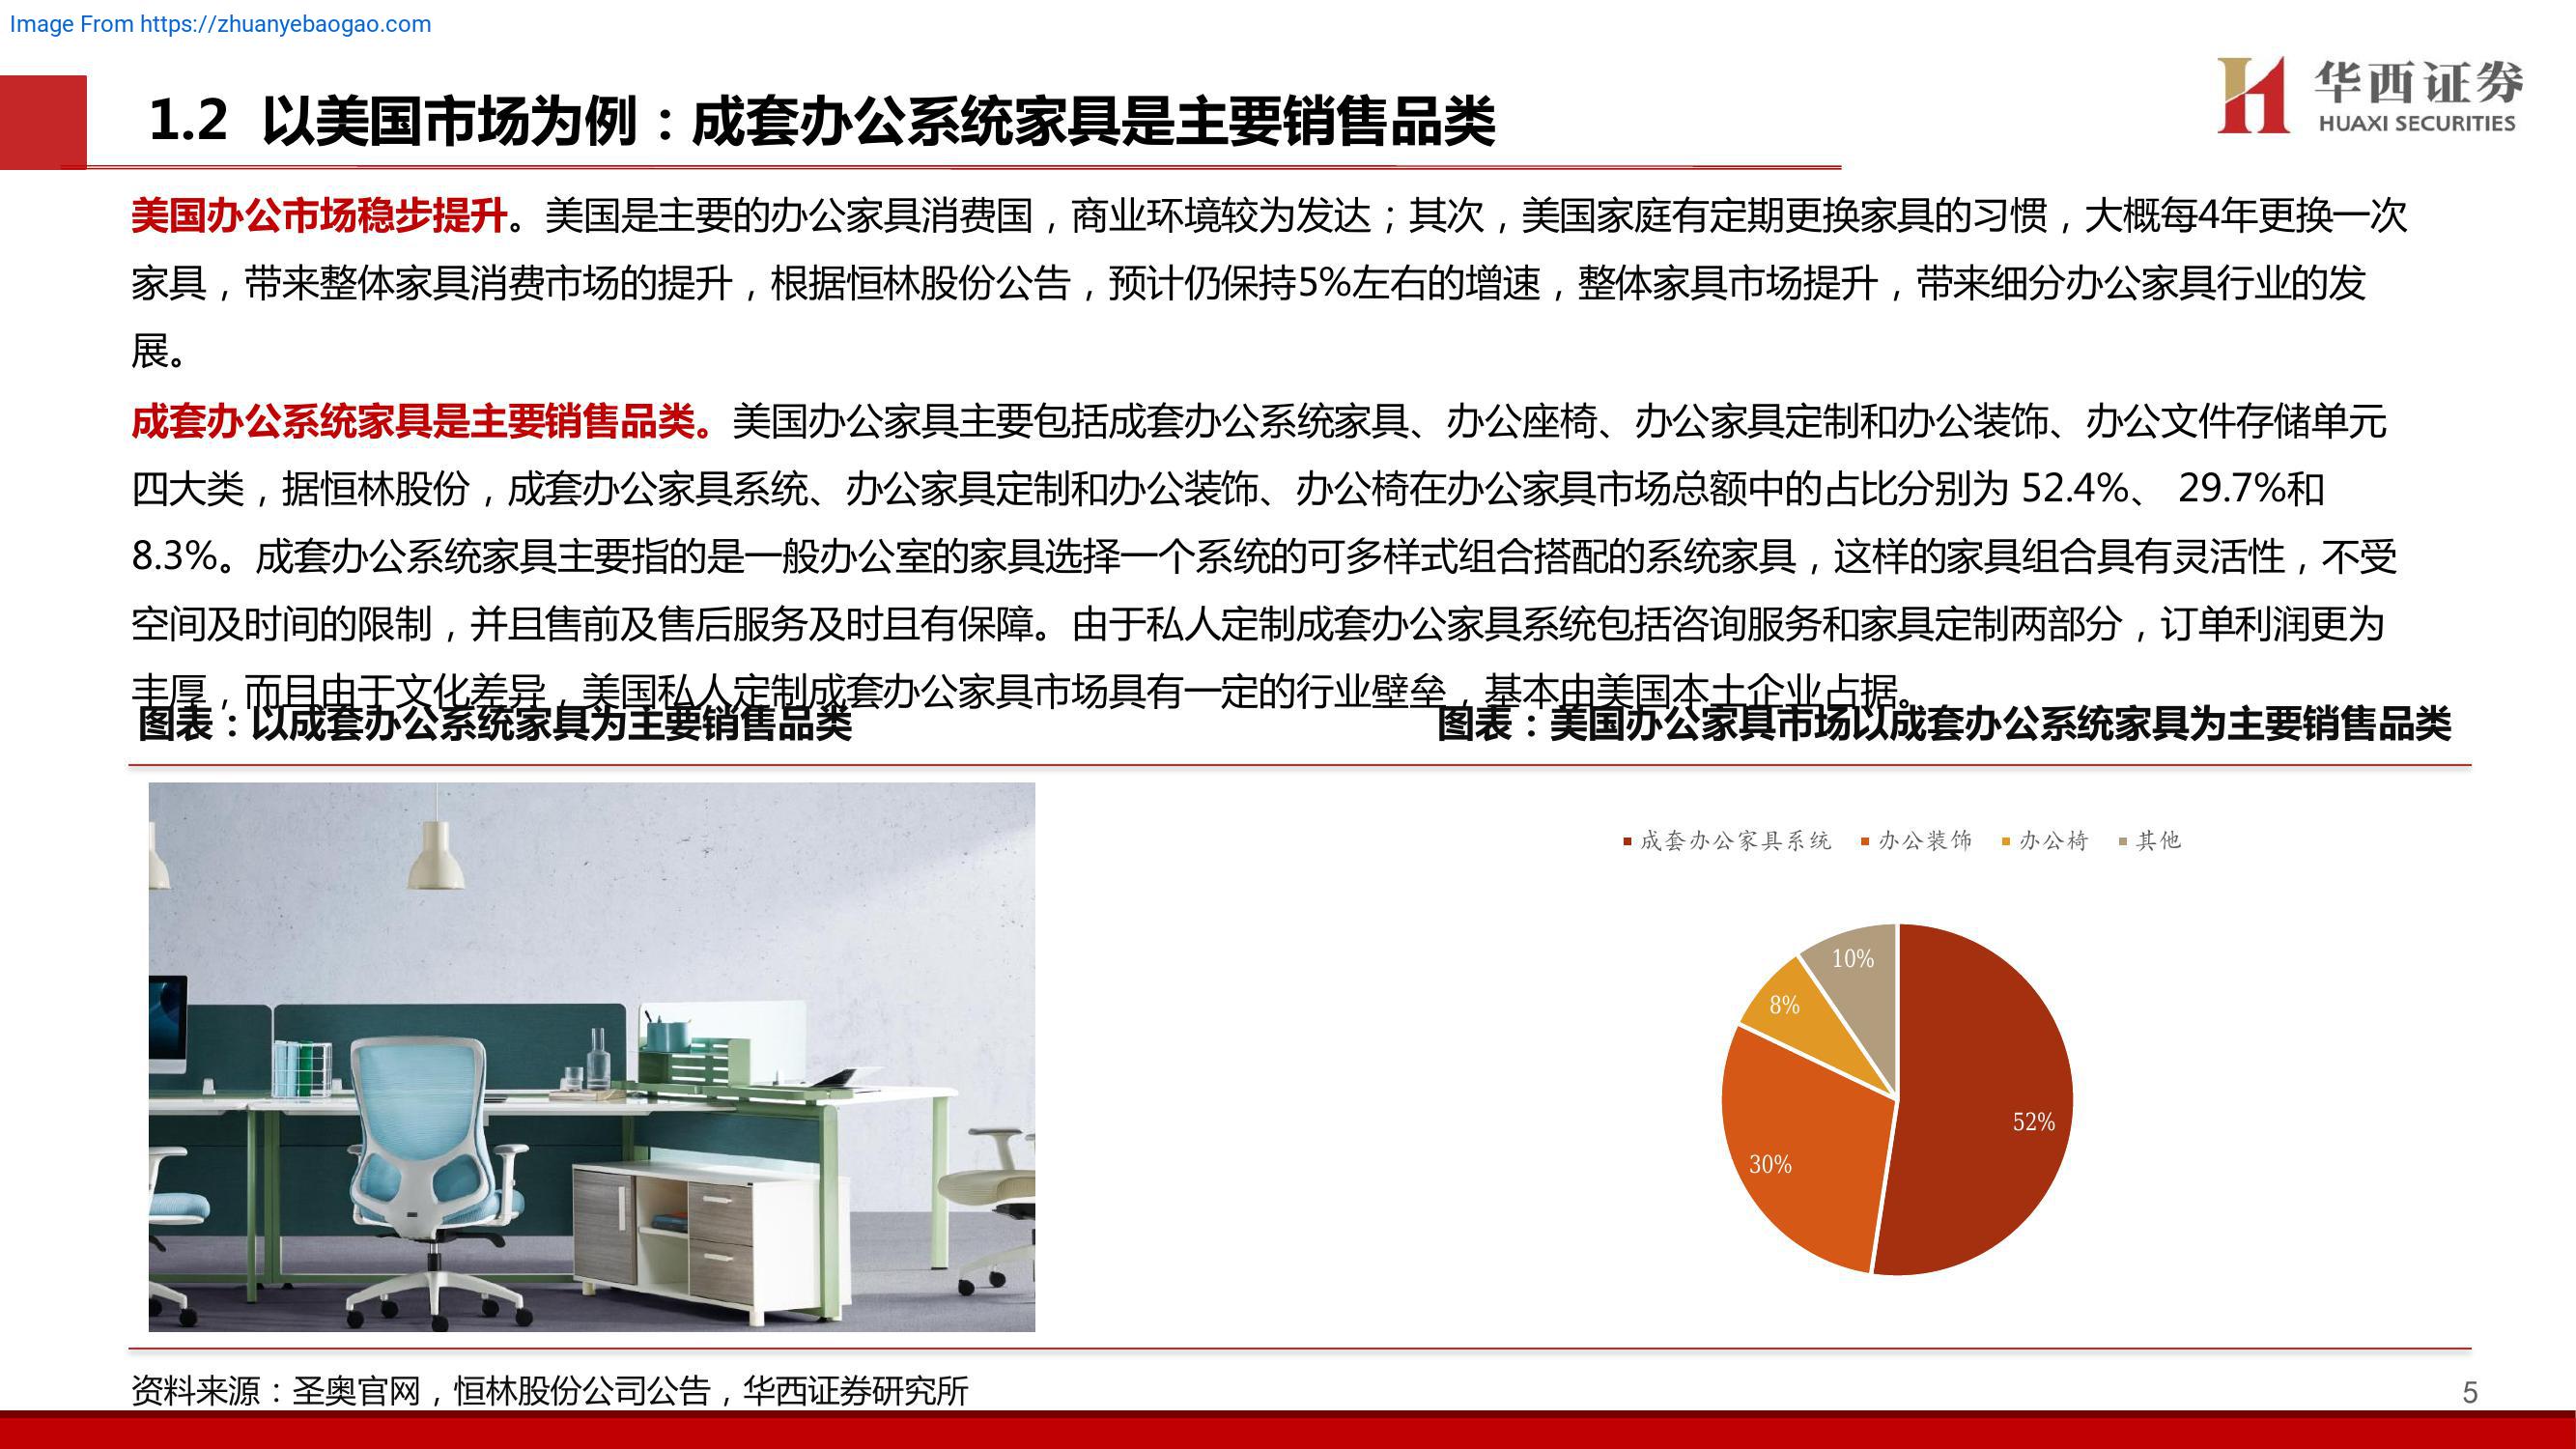 Image From https://zhuanyebaogao.com
华西证券
HUAXI SECURITIES
1.2 以美国市场为例：成套办公系统家具是主要销售品类
美国办公市场稳步提升。美国是主要的办公家具消费国，商业环境较为发达；其次，美国家庭有定期更换家具的习惯，大概每4年更换一次
家具，带来整体家具消费市场的提升，根据恒林股份公告，预计仍保持5%左右的增速，整体家具市场提升，带来细分办公家具行业的发
展。
成套办公系统家具是主要销售品类。美国办公家具主要包括成套办公系统家具、办公座椅、办公家具定制和办公装饰、办公文件存储单元
四大类，据恒林股份，成套办公家具系统、办公家具定制和办公装饰、办公椅在办公家具市场总额中的占比分别为 52.4%、 29.7%和
8.3%。成套办公系统家具主要指的是一般办公室的家具选择一个系统的可多样式组合搭配的系统家具，这样的家具组合具有灵活性，不受
空间及时间的限制，并且售前及售后服务及时且有保障。由于私人定制成套办公家具系统包括咨询服务和家具定制两部分，订单利润更为
丰厚，而且由于文化差异，美国私人定制成套办公家具市场具有一定的行业壁垒，基本由美国本土企业占据。
图表：以成套办公系统家具为主要销售品类
图表：美国办公家具市场以成套办公系统家具为主要销售品类
成套办公家具系统 办公装饰 办公椅 其他
10%
8%
52%
30%
资料来源：圣奥官网，恒林股份公司公告，华西证券研究所
5